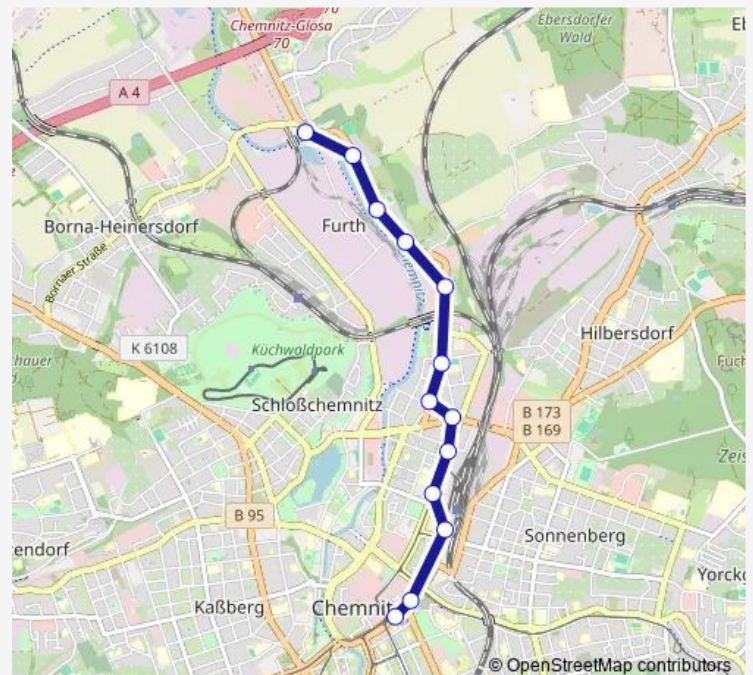 70
Chemnitz-Glösa
70
Ebersdorfer
Wald
A 4
Borna-Heinersdorf
Furth
Bornaer Straße
Chemnitz
K 6108
Küchwaldpark
Hilbersdorf
Schloßchemnitz
B 173
B 169
B 95
Sonnenberg
Kaßberg
Chemnit
© OpenStreetMap contributors